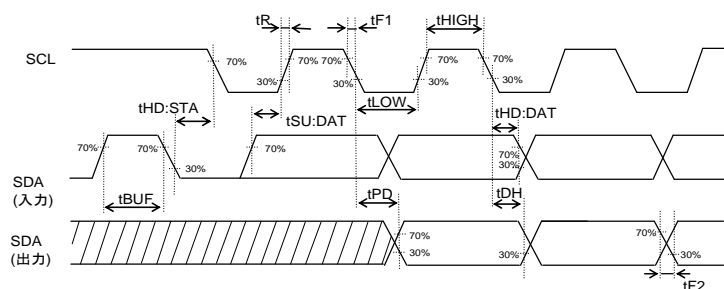 tR
tF1
tHIGH
SCL
70%
30%
70%
70%
30%
70%
30%
70%
30%
tHD:STA
tSU:DAT
tLOW
tHD:DAT
SDA
(入力)
70%
70%
30%
70%
70%
30%
tBUF
tPD
tDH
SDA
(出力)
70%
30%
30%
70%
30%
tF2